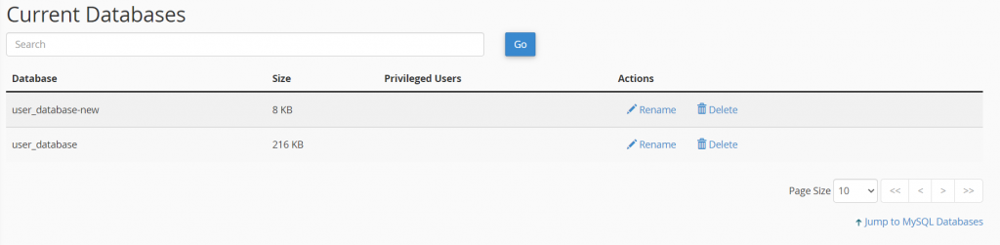 Current Databases
Search Go
Database Size Privileged Users Actions
user_database-new 8 KB Rename Delete
user_database 216 KB Rename Delete
Page Size 10 << < > >>
Jump to MySQL Databases